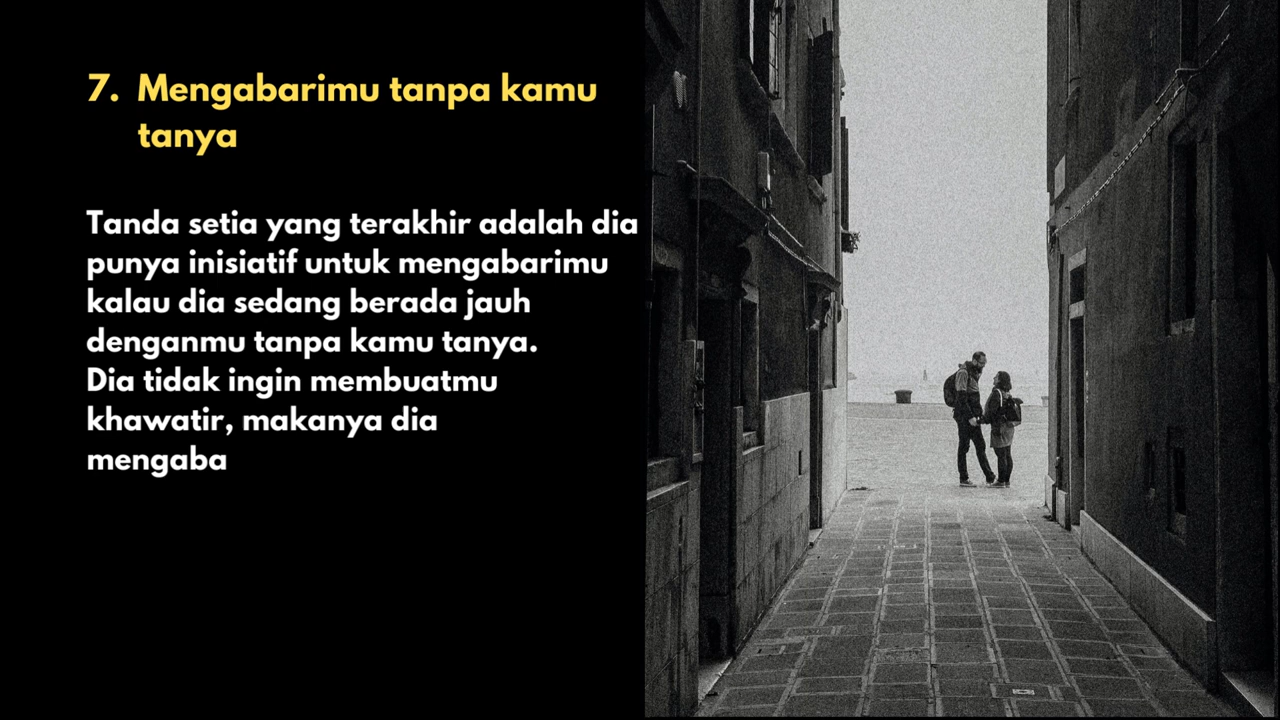 7. Mengabarimu tanpa kamu
tanya
Tanda setia yang terakhir adalah dia
punya inisiatif untuk mengabarimu
kalau dia sedang berada jauh
denganmu tanpa kamu tanya.
Dia tidak ingin membuatmu
khawatir, makanya dia
mengaba